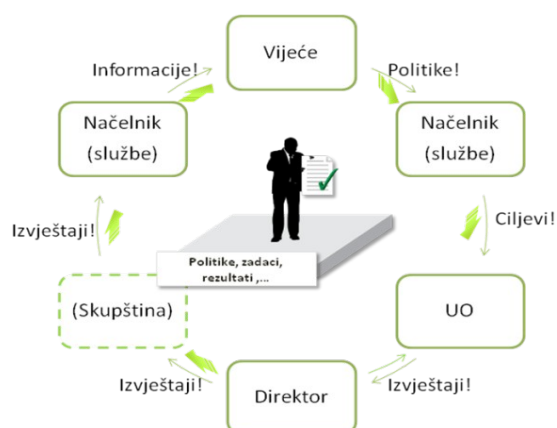 Vijeće
Informacije!
Politike!
Načelnik
(službe)
Načelnik
(službe)
Izvještaji!
Ciljevi!
Politike, zadaci,
rezultati ,...
(Skupština)
UO
Izvještaji!
Direktor
Izvještaji!